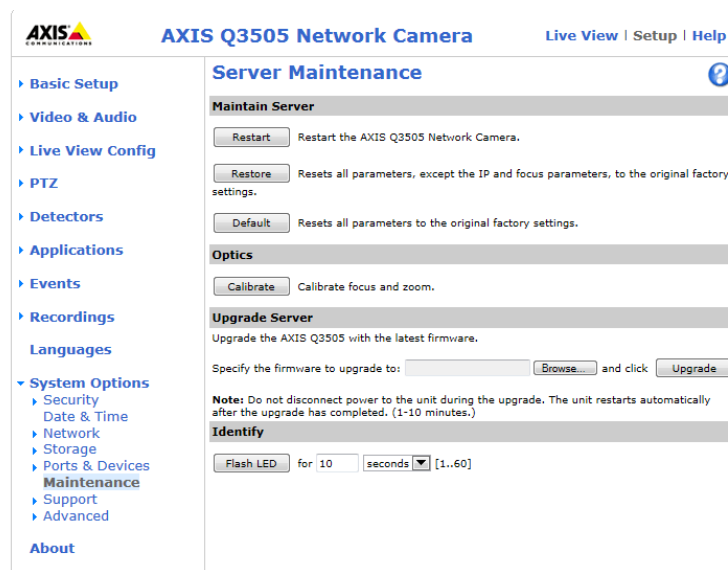 AXIS
COMMUNICATIONS
AXIS Q3505 Network Camera
Live View | Setup | Help
Basic Setup
Video & Audio
Live View Config
PTZ
Detectors
Applications
Events
Recordings
Languages
System Options
Security
Date & Time
Network
Storage
Ports & Devices
Maintenance
Support
Advanced
About
Server Maintenance
?
Maintain Server
Restart Restart the AXIS Q3505 Network Camera.
Restore Resets all parameters, except the IP and focus parameters, to the original factory
settings.
Default Resets all parameters to the original factory settings.
Optics
Calibrate Calibrate focus and zoom.
Upgrade Server
Upgrade the AXIS Q3505 with the latest firmware.
Specify the firmware to upgrade to: Browse... and click Upgrade
Note: Do not disconnect power to the unit during the upgrade. The unit restarts automatically
after the upgrade has completed. (1-10 minutes.)
Identify
Flash LED for 10 seconds [1..60]